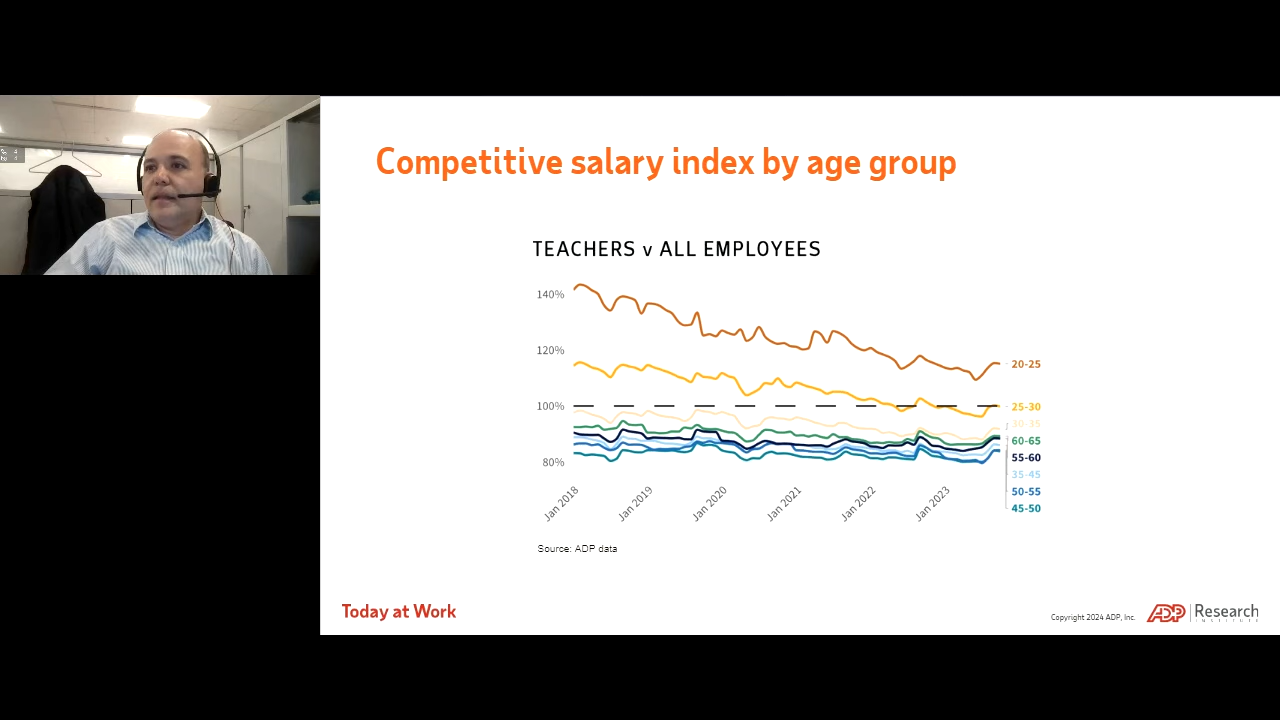 Competitive salary index by age group
TEACHERS v ALL EMPLOYEES
140%
120%
100%
80%
20-25
25-30
30-35
60-65
55-60
35-45
50-55
45-50
Jan 2018
Jan 2019
Jan 2020
Jan 2021
Jan 2022
Jan 2023
Source: ADP data
Today at Work
Copyright 2024 ADP, Inc.
ADP
Research
INSTITUTE